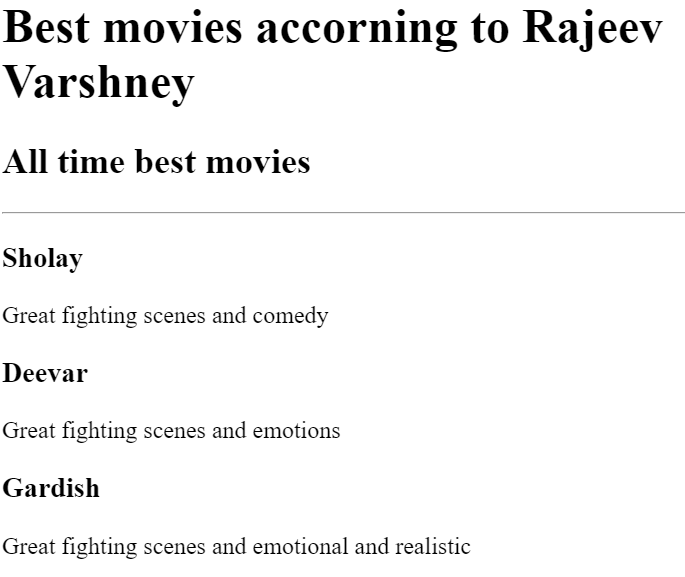 Best movies accorning to Rajeev
Varshney
All time best movies
Sholay
Great fighting scenes and comedy
Deevar
Great fighting scenes and emotions
Gardish
Great fighting scenes and emotional and realistic